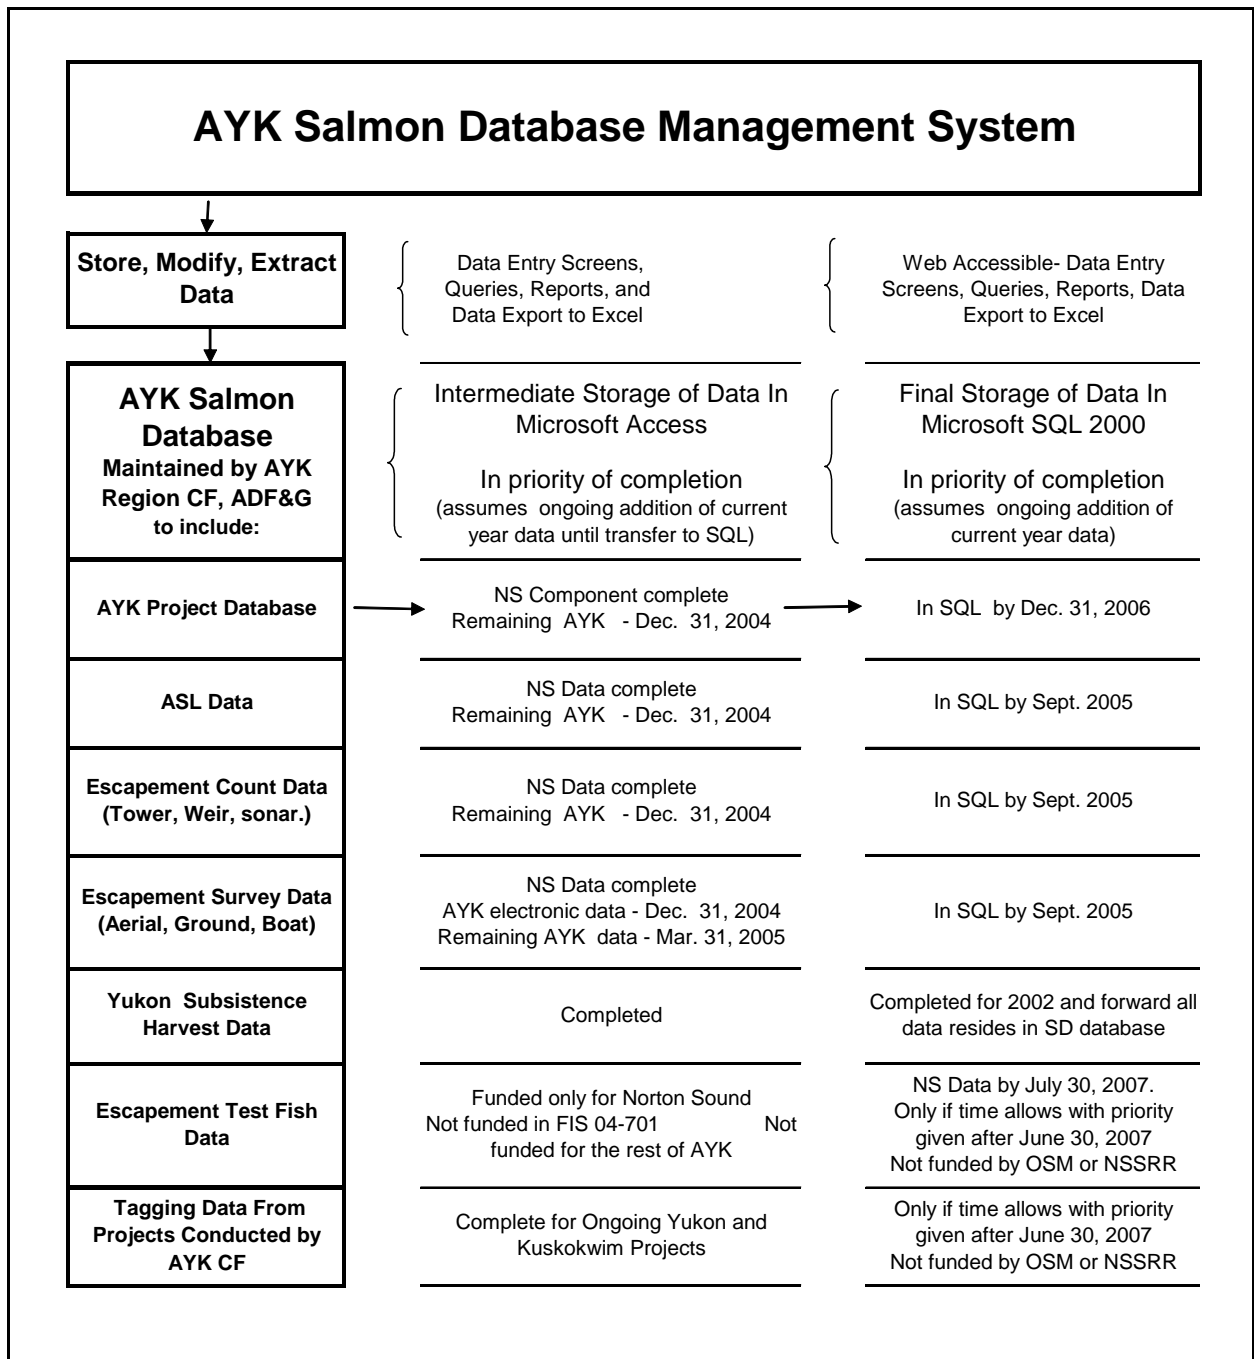 AYK Salmon Database Management System
Store, Modify, Extract
Data
Data Entry Screens,
Queries, Reports, and
Data Export to Excel
Web Accessible- Data Entry
Screens, Queries, Reports, Data
Export to Excel
AYK Salmon
Database
Maintained by AYK
Region CF, ADF&G
to include:
Intermediate Storage of Data In
Microsoft Access
In priority of completion
(assumes ongoing addition of current
year data until transfer to SQL)
Final Storage of Data In
Microsoft SQL 2000
In priority of completion
(assumes ongoing addition of
current year data)
AYK Project Database
NS Component complete
Remaining AYK - Dec. 31, 2004
In SQL by Dec. 31, 2006
ASL Data
NS Data complete
Remaining AYK - Dec. 31, 2004
In SQL by Sept. 2005
Escapement Count Data
(Tower, Weir, sonar.)
NS Data complete
Remaining AYK - Dec. 31, 2004
In SQL by Sept. 2005
Escapement Survey Data
(Aerial, Ground, Boat)
NS Data complete
AYK electronic data - Dec. 31, 2004
Remaining AYK data - Mar. 31, 2005
In SQL by Sept. 2005
Yukon Subsistence
Harvest Data
Completed
Completed for 2002 and forward all
data resides in SD database
Escapement Test Fish
Data
Funded only for Norton Sound
Not funded in FIS 04-701 Not
funded for the rest of AYK
NS Data by July 30, 2007.
Only if time allows with priority
given after June 30, 2007
Not funded by OSM or NSSRR
Tagging Data From
Projects Conducted by
AYK CF
Complete for Ongoing Yukon and
Kuskokwim Projects
Only if time allows with priority
given after June 30, 2007
Not funded by OSM or NSSRR